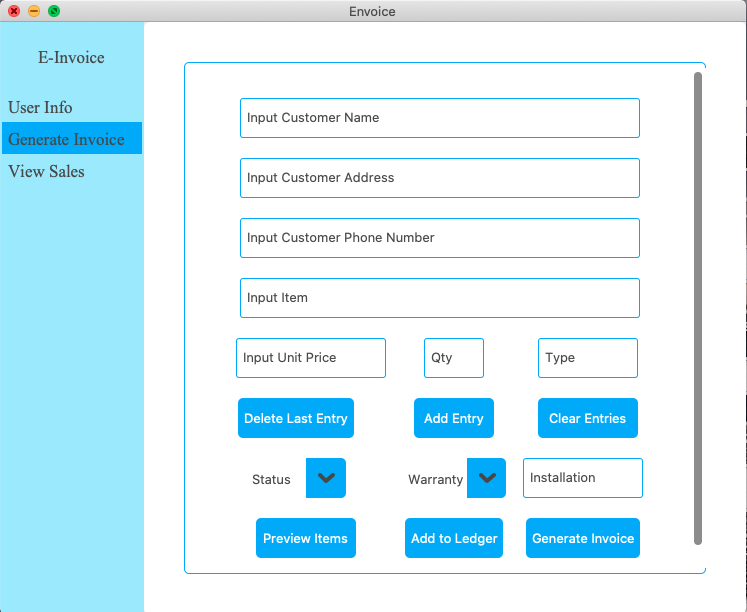 Envoice
E-Invoice
User Info
Generate Invoice
View Sales
Input Customer Name
Input Customer Address
Input Customer Phone Number
Input Item
Input Unit Price Qty Type
Delete Last Entry Add Entry Clear Entries
Status Warranty Installation
Preview Items Add to Ledger Generate Invoice